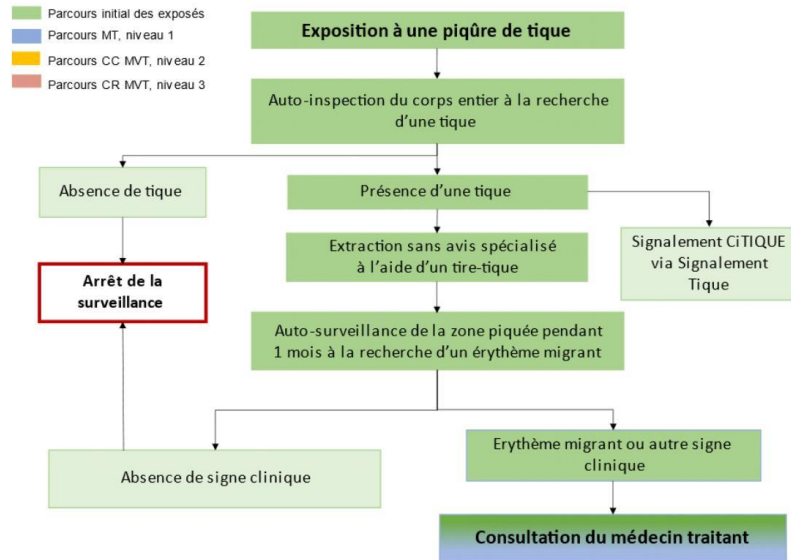 Parcours initial des exposés
Parcours MT, niveau 1
Parcours CC MVT, niveau 2
Parcours CR MVT, niveau 3
Exposition à une piqûre de tique
Auto-inspection du corps entier à la recherche
d'une tique
Absence de tique
Présence d'une tique
Extraction sans avis spécialisé
à l'aide d'un tire-tique
Signalement CiTIQUE
via Signalement
Tique
Arrêt de la
surveillance
Auto-surveillance de la zone piquée pendant
1 mois à la recherche d'un érythème migrant
Absence de signe clinique
Erythème migrant ou autre signe
clinique
Consultation du médecin traitant